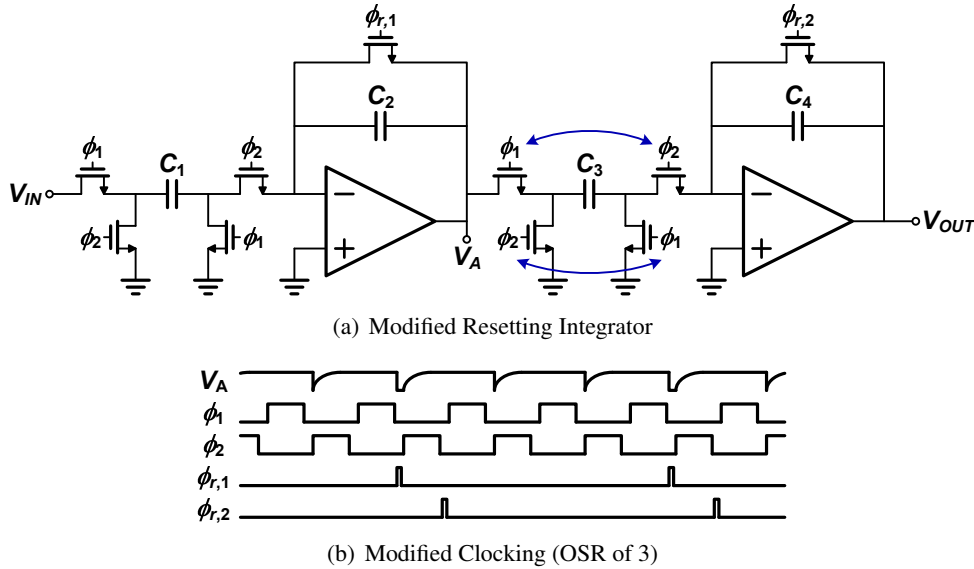 ϕr,1
ϕr,2
C2
C4
ϕ1
C1
ϕ2
ϕ1
C3
ϕ2
VIN
−
−
ϕ2
ϕ1
+
VA
ϕ2
ϕ1
+
VOUT
(a) Modified Resetting Integrator
VA
ϕ1
ϕ2
ϕr,1
ϕr,2
(b) Modified Clocking (OSR of 3)